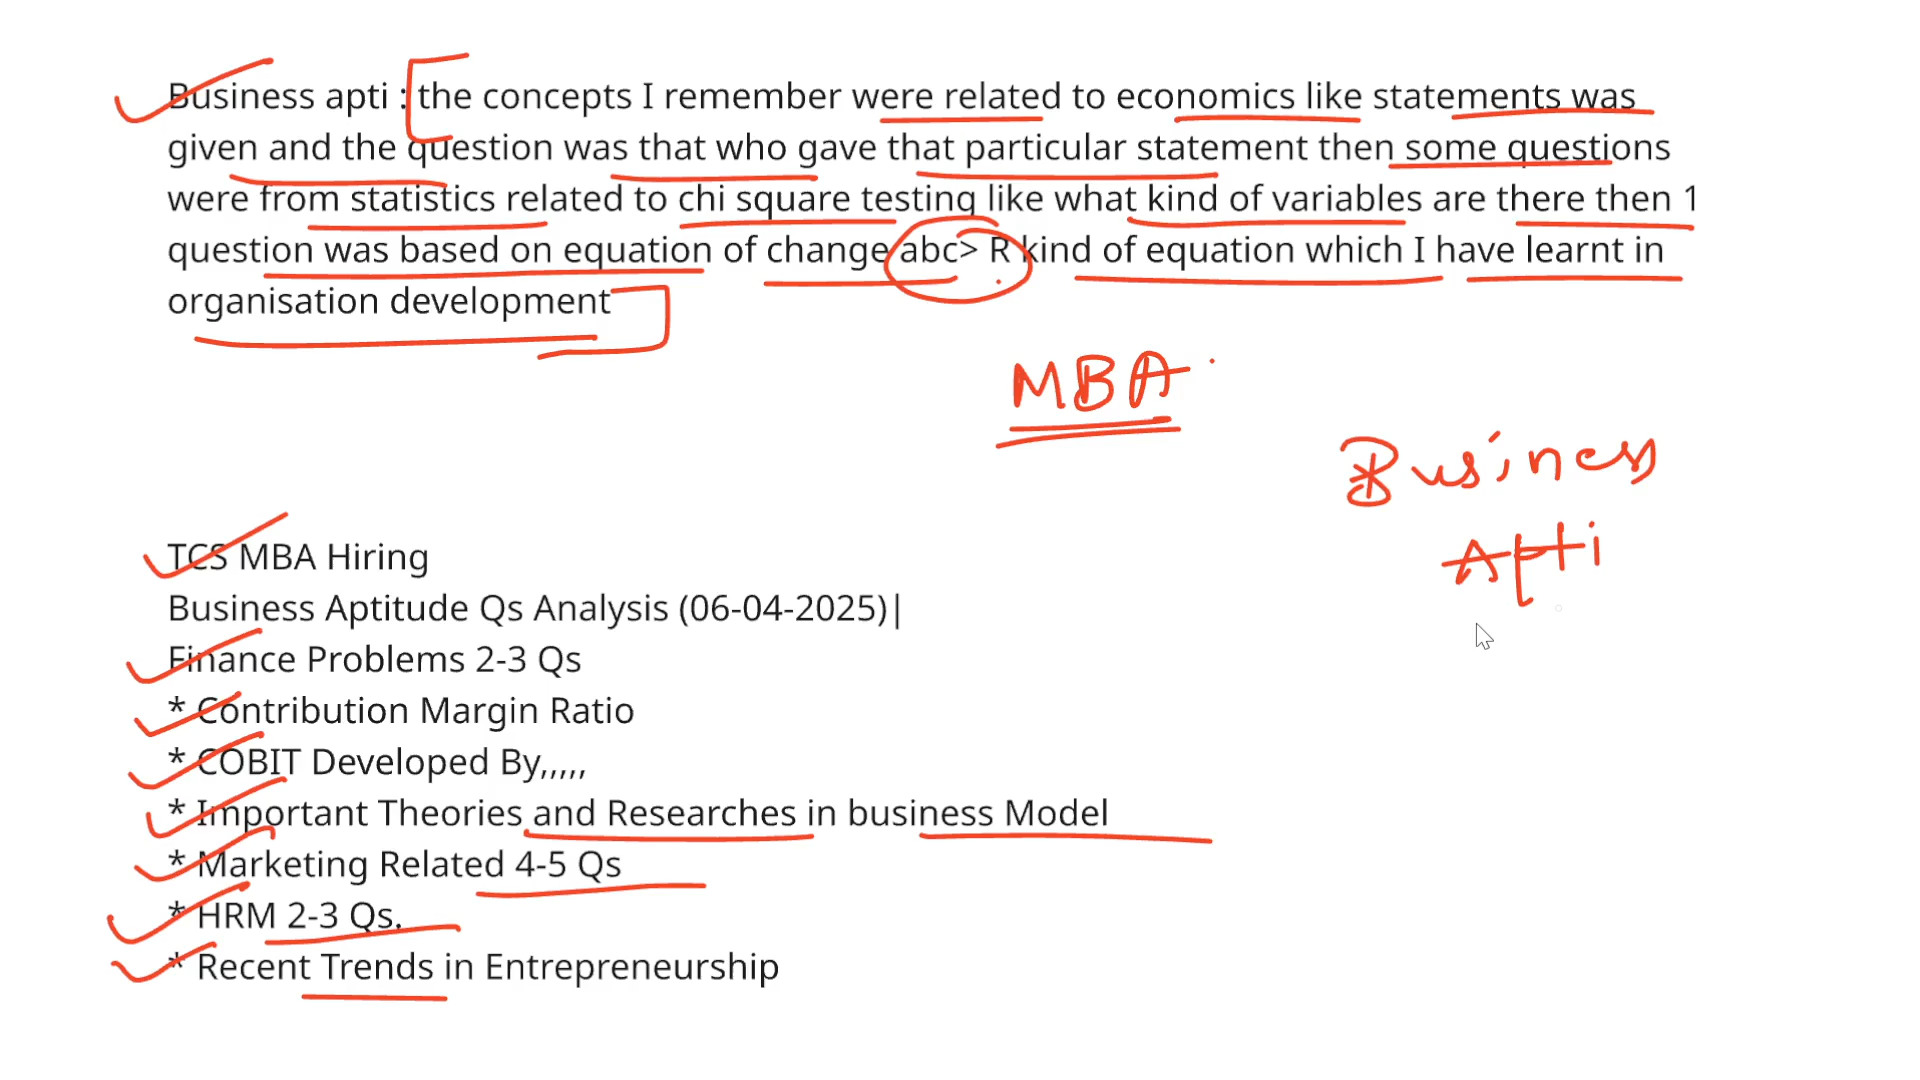 Business apti : the concepts I remember were related to economics like statements was
given and the question was that who gave that particular statement then some questions
were from statistics related to chi square testing like what kind of variables are there then 1
question was based on equation of change abc> R kind of equation which I have learnt in
organisation development
MBA
Business
Apti
TCS MBA Hiring
Business Aptitude Qs Analysis (06-04-2025)|
Finance Problems 2-3 Qs
* Contribution Margin Ratio
* COBIT Developed By,,,,,
* Important Theories and Researches in business Model
* Marketing Related 4-5 Qs
* HRM 2-3 Qs.
* Recent Trends in Entrepreneurship